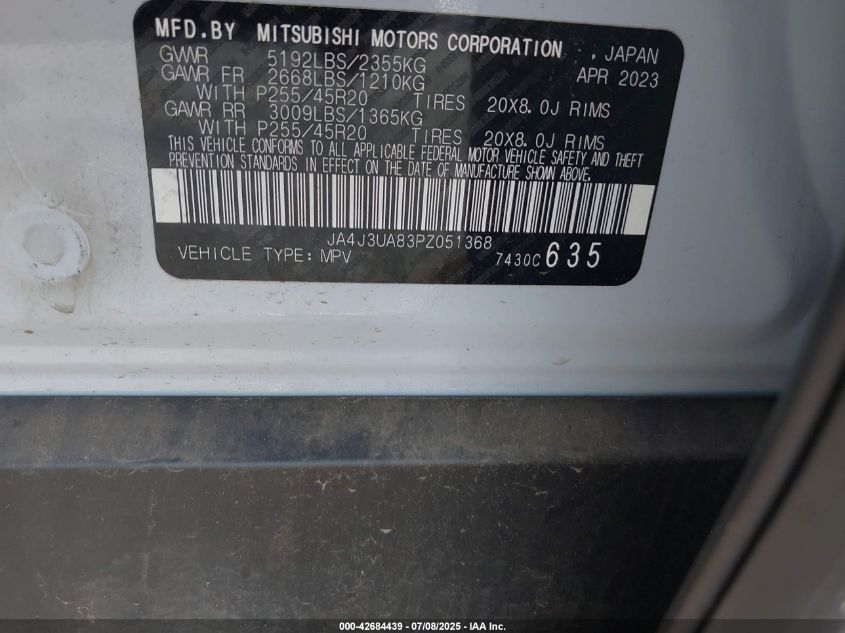 MFD.BY MITSUBISHI MOTORS CORPORATION , JAPAN
GVWR 5192LBS/2355KG APR 2023
GAWR FR 2668LBS/1210KG
WITH P255/45R20 TIRES 20X8.0J RIMS
GAWR RR 3009LBS/1365KG
WITH P255/45R20 TIRES 20X8.0J RIMS
THIS VEHICLE CONFORMS TO ALL APPLICABLE FEDERAL MOTOR VEHICLE SAFETY AND THEFT
PREVENTION STANDARDS IN EFFECT ON THE DATE OF MANUFACTURE SHOWN ABOVE.
JA4J3UA83PZ051368
VEHICLE TYPE: MPV 7430C 635
000-42684439 - 07/08/2025 - IAA Inc.